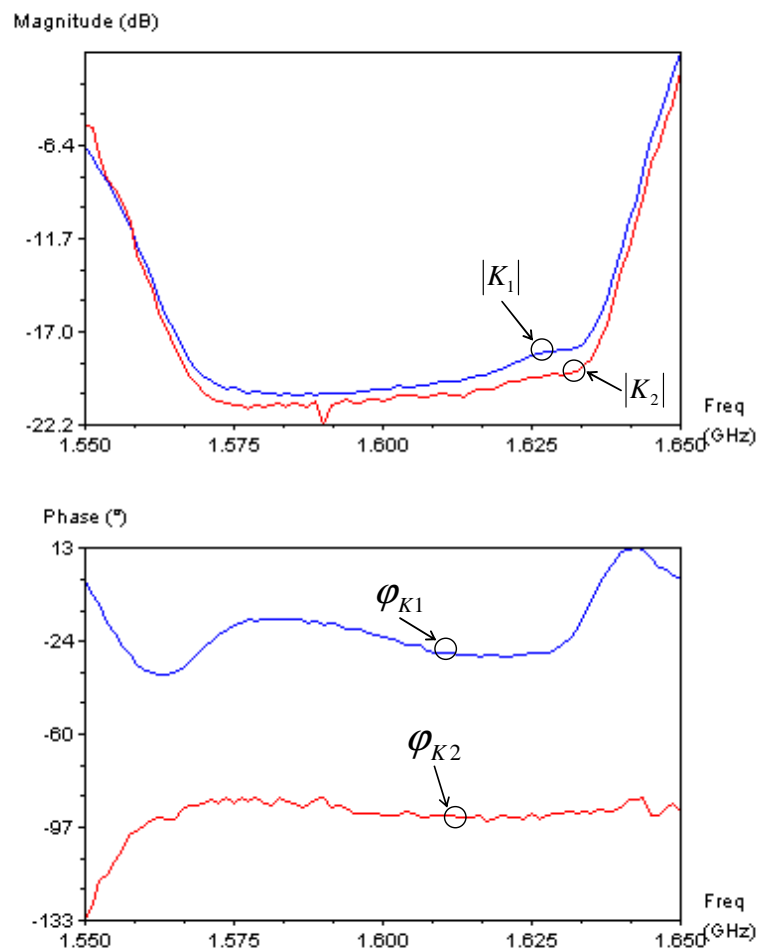 Magnitude (dB)
-6.4
-11.7
-17.0
-22.2
|K₁|
|K₂|
Freq
(GHz)
1.550 1.575 1.600 1.625 1.650
Phase (º)
13
-24
-60
-97
-133
φK1
φK2
Freq
(GHz)
1.550 1.575 1.600 1.625 1.650